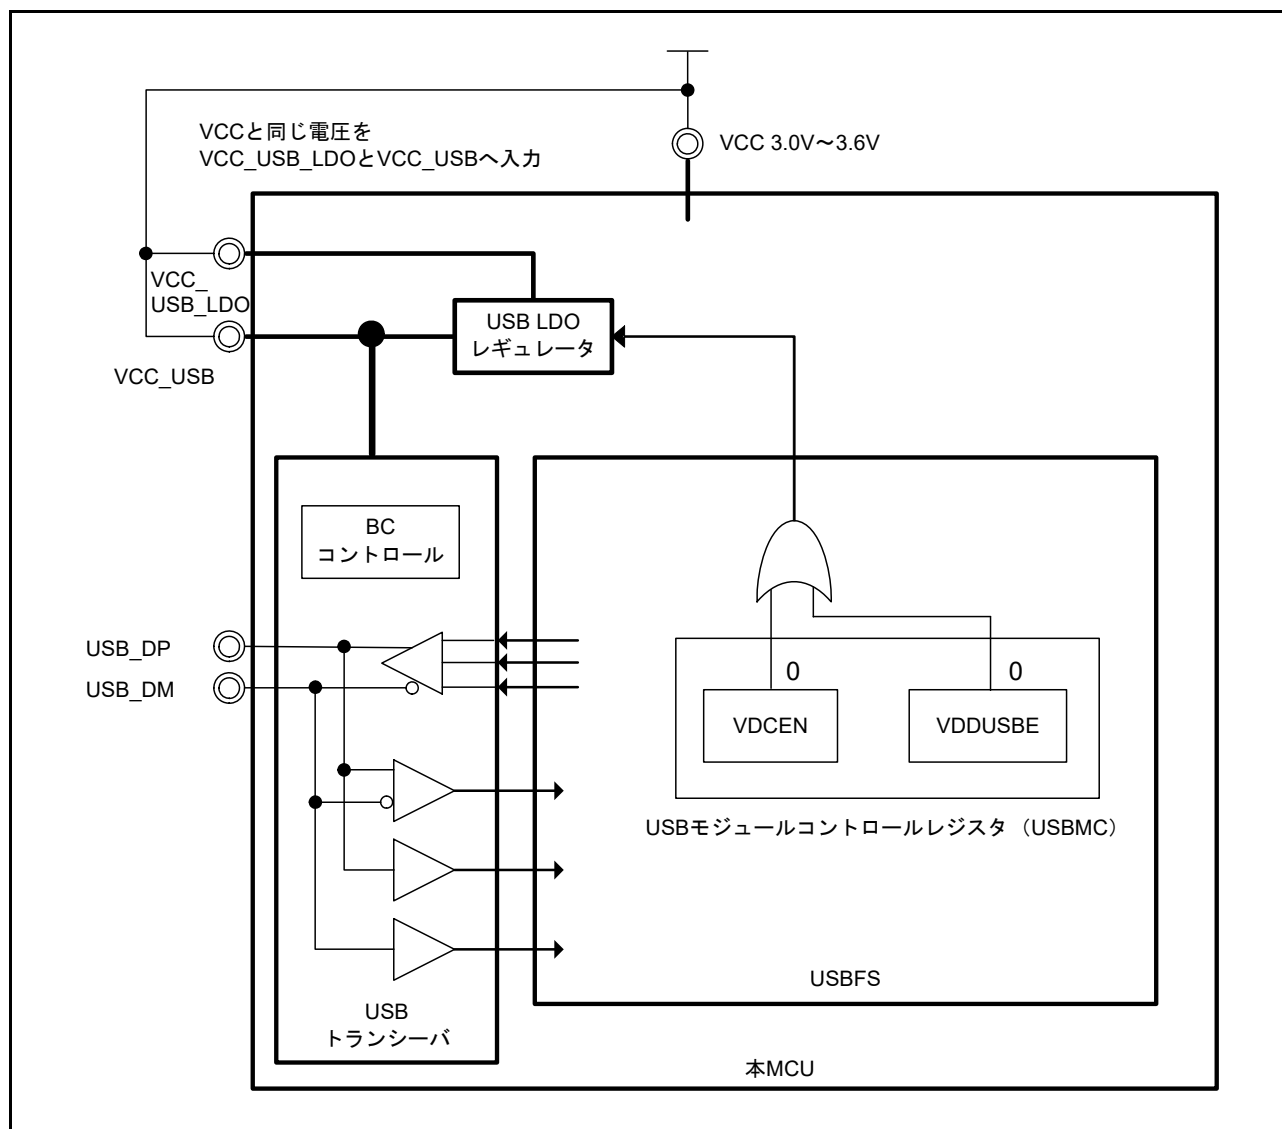 VCCと同じ電圧を
VCC_USB_LDOとVCC_USBへ入力
VCC 3.0V～3.6V
VCC_
USB_LDO
USB LDO
レギュレータ
VCC_USB
BC
コントロール
USB_DP
USB_DM
0
0
VDCEN
VDDUSBE
USBモジュールコントロールレジスタ（USBMC）
USBFS
USB
トランシーバ
本MCU